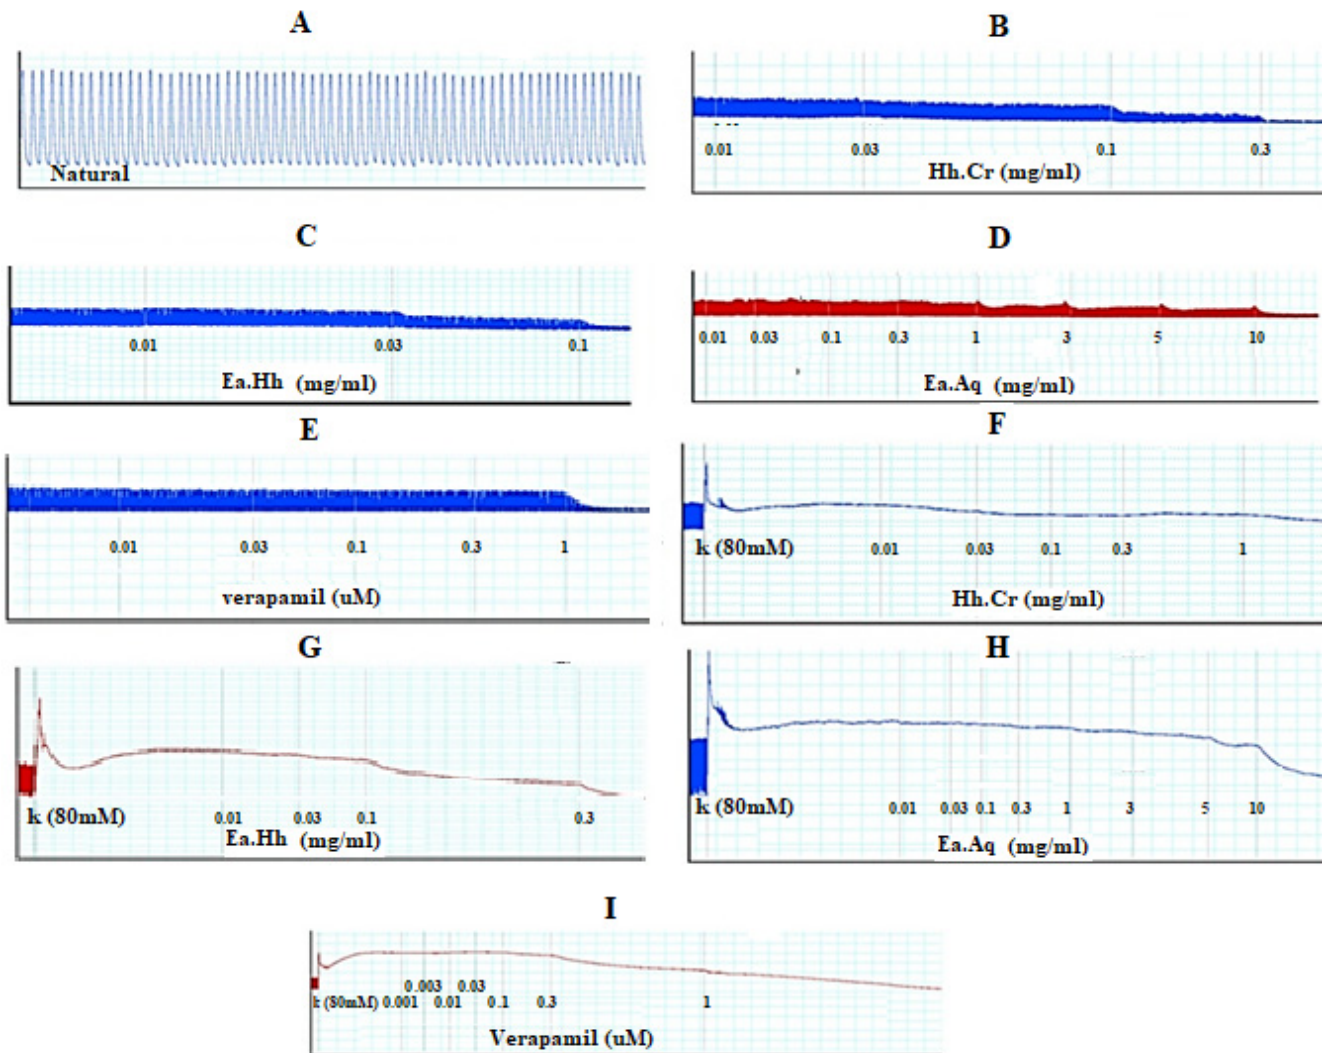 A
B
Natural
0.01 0.03 0.1 0.3
Hh.Cr (mg/ml)
C
D
0.01 0.03 0.1
Ea.Hh (mg/ml)
0.01 0.03 0.1 0.3 1 3 5 10
Ea.Aq (mg/ml)
E
F
0.01 0.03 0.1 0.3 1
verapamil (uM)
k (80mM) 0.01 0.03 0.1 0.3 1
Hh.Cr (mg/ml)
G
H
k (80mM) 0.01 0.03 0.1 0.3
Ea.Hh (mg/ml)
k (80mM) 0.01 0.03 0.1 0.3 1 3 5 10
Ea.Aq (mg/ml)
I
0.003 0.03
k (80mM) 0.001 0.01 0.1 0.3 1
Verapamil (uM)